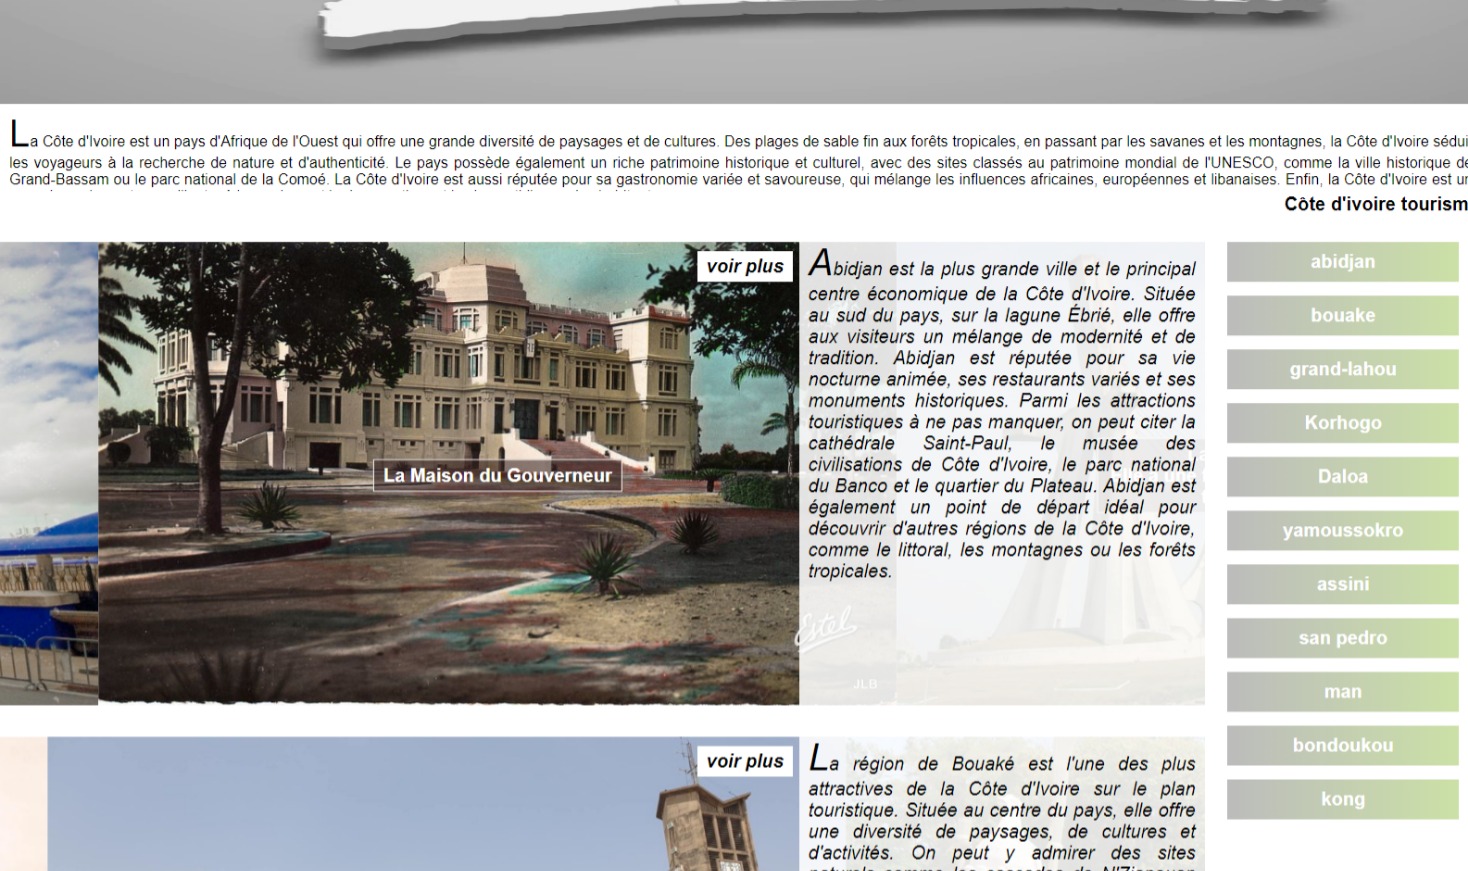 La Côte d'Ivoire est un pays d'Afrique de l'Ouest qui offre une grande diversité de paysages et de cultures. Des plages de sable fin aux forêts tropicales, en passant par les savanes et les montagnes, la Côte d'Ivoire sédui
les voyageurs à la recherche de nature et d'authenticité. Le pays possède également un riche patrimoine historique et culturel, avec des sites classés au patrimoine mondial de l'UNESCO, comme la ville historique de
Grand-Bassam ou le parc national de la Comoé. La Côte d'Ivoire est aussi réputée pour sa gastronomie variée et savoureuse, qui mélange les influences africaines, européennes et libanaises. Enfin, la Côte d'Ivoire est un
Côte d'ivoire tourism
voir plus
La Maison du Gouverneur
Abidjan est la plus grande ville et le principal
centre économique de la Côte d'Ivoire. Située
au sud du pays, sur la lagune Ébrié, elle offre
aux visiteurs un mélange de modernité et de
tradition. Abidjan est réputée pour sa vie
nocturne animée, ses restaurants variés et ses
monuments historiques. Parmi les attractions
touristiques à ne pas manquer, on peut citer la
cathédrale Saint-Paul, le musée des
civilisations de Côte d'Ivoire, le parc national
du Banco et le quartier du Plateau. Abidjan est
également un point de départ idéal pour
découvrir d'autres régions de la Côte d'Ivoire,
comme le littoral, les montagnes ou les forêts
tropicales.
Estel
JLB
abidjan
bouake
grand-lahou
Korhogo
Daloa
yamoussokro
assini
san pedro
man
bondoukou
kong
voir plus
La région de Bouaké est l'une des plus
attractives de la Côte d'Ivoire sur le plan
touristique. Située au centre du pays, elle offre
une diversité de paysages, de cultures et
d'activités. On peut y admirer des sites